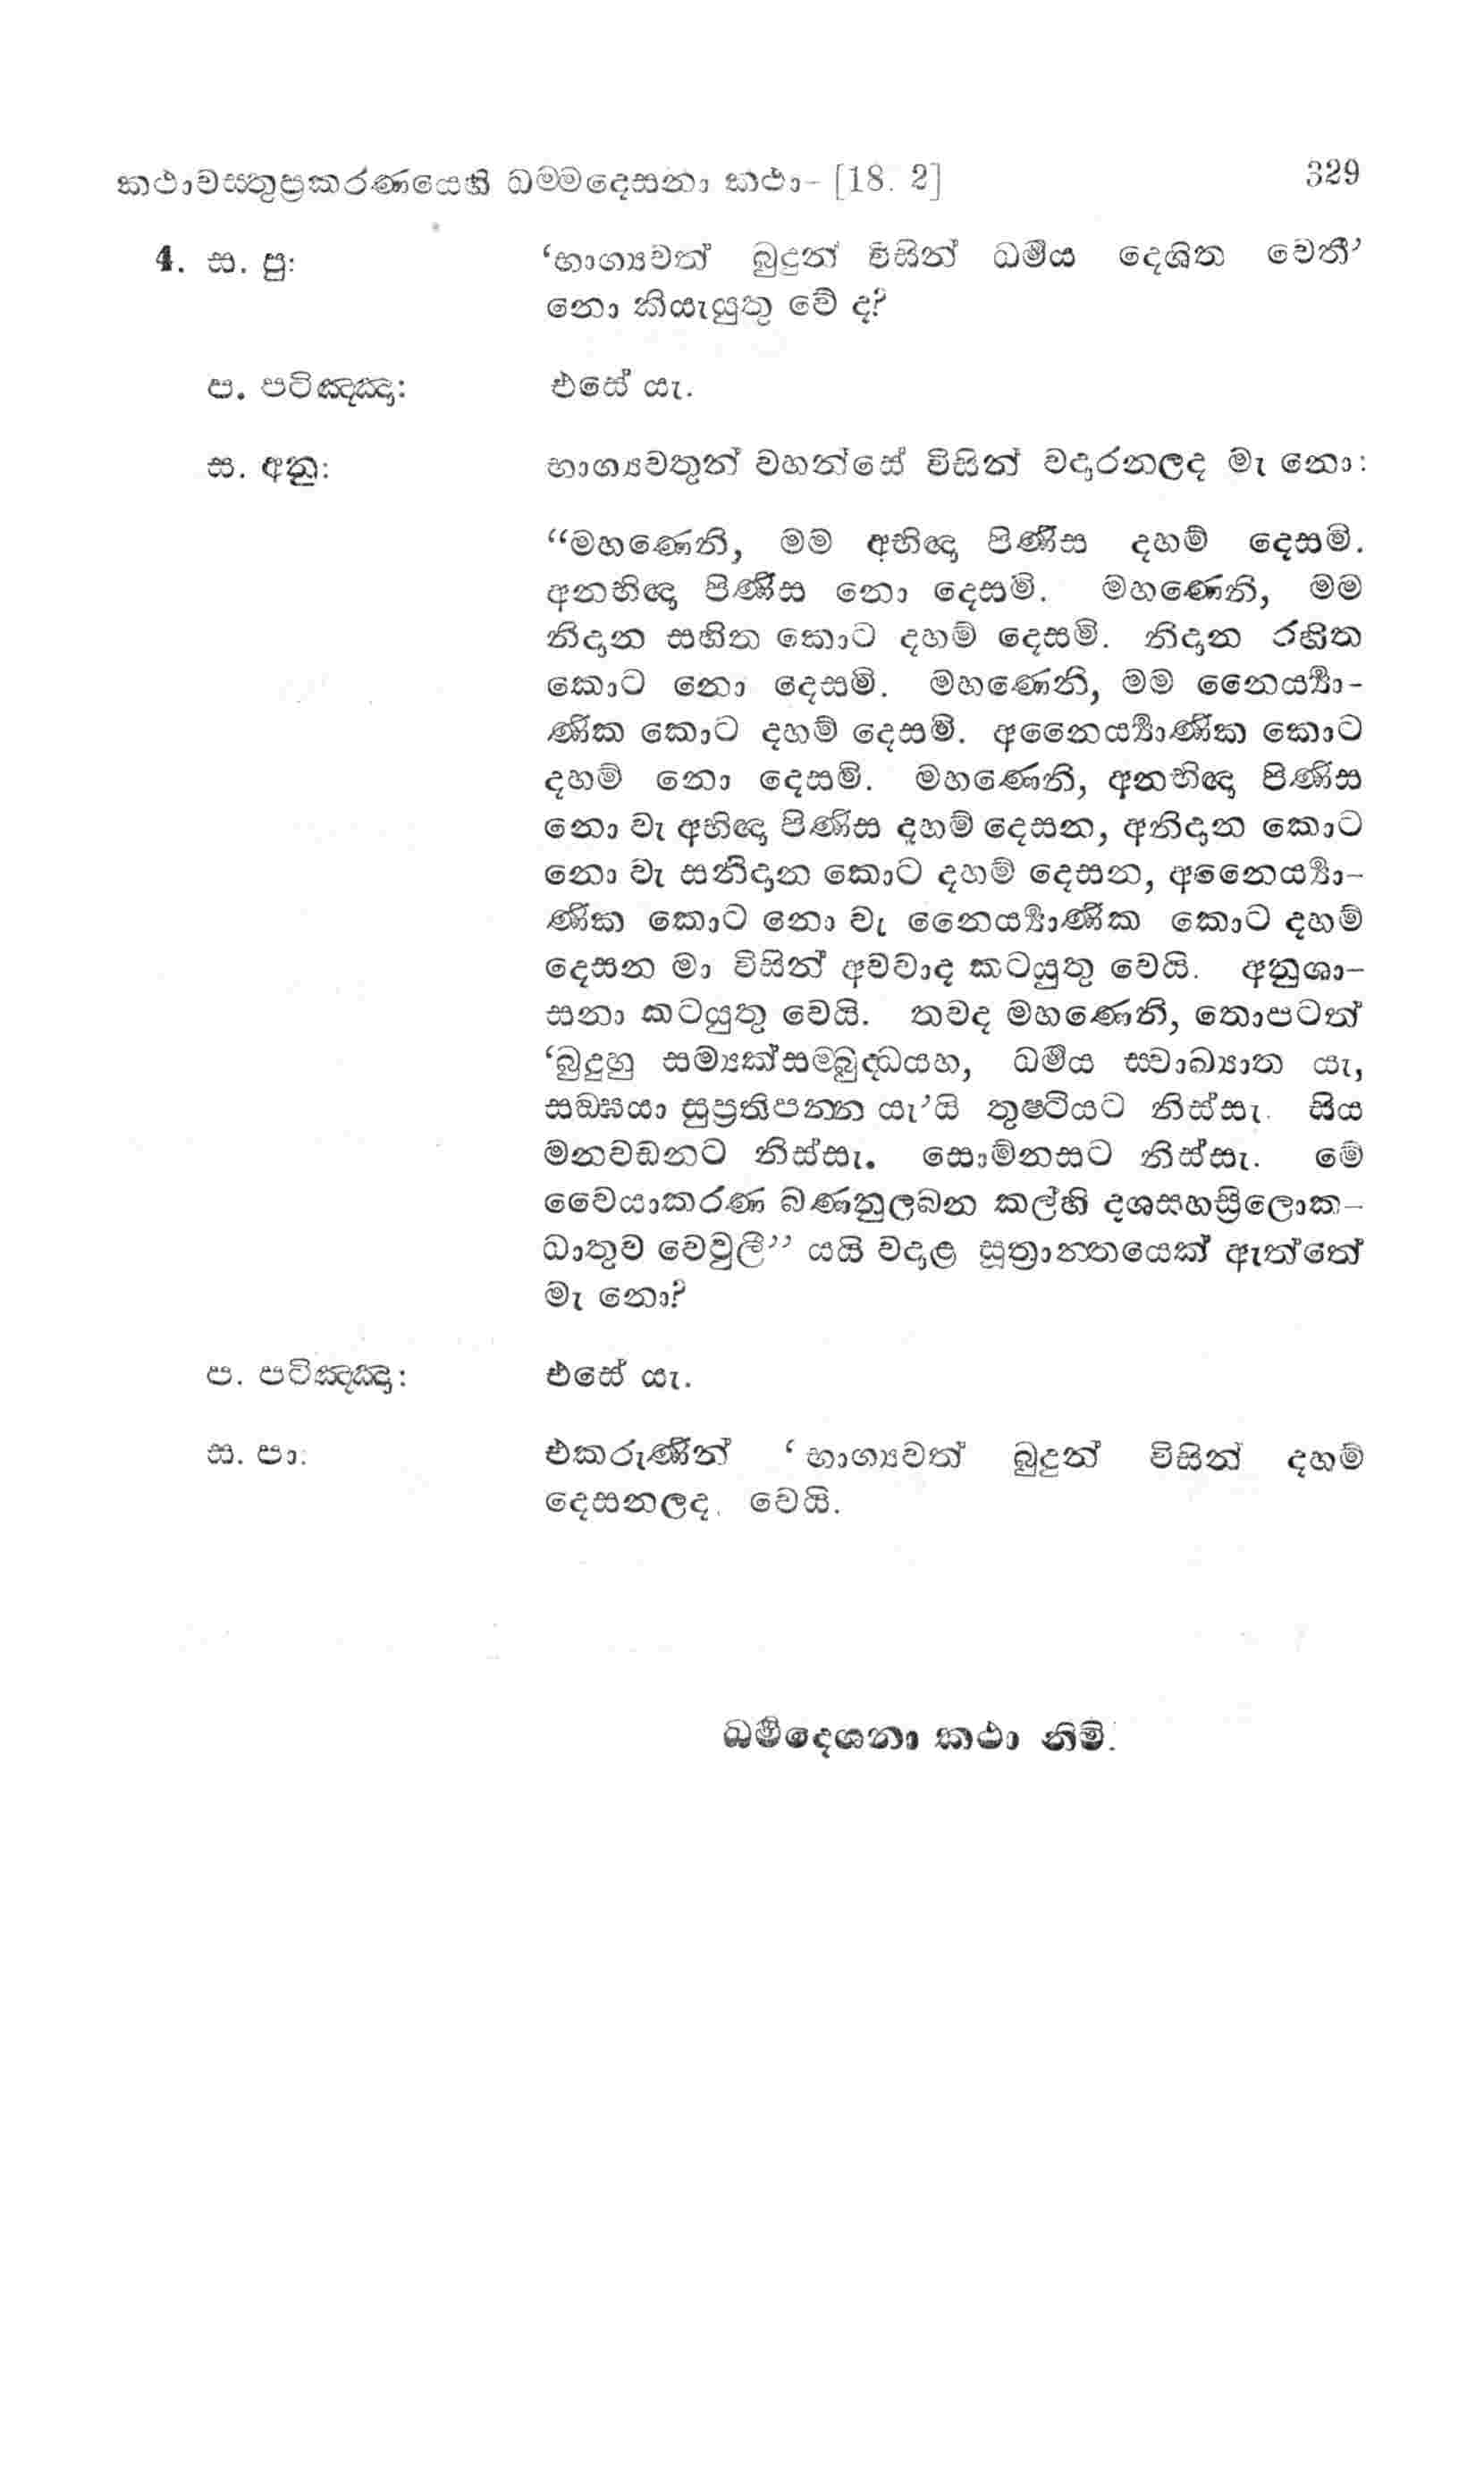 කථාවස්තුප්‍රකරණයෙහි ධම්මදෙසනා කථා- [18. 2] 329
4. ස. පු: ‘භාග්‍යවත් බුදුන් විසින් ධර්‍මය දෙශිත වෙතී’
නො කියැයුතු වේ ද?
ප. පටිඤ්ඤා: එසේ යැ.
ස. අනු: භාග්‍යවතුන් වහන්සේ විසින් වදාරනලද මැ නො:
“මහණෙනි, මම අභිඥා පිණිස දහම් දෙසමි.
අනභිඥා පිණිස නො දෙසමි. මහණෙනි, මම
නිදාන සහිත කොට දහම් දෙසමි. නිදාන රහිත
කොට නො දෙසමි. මහණෙනි, මම නෛර්‍ය්‍යා-
ණික කොට දහම් දෙසමි. අනෛර්‍ය්‍යාණික කොට
දහම් නො දෙසමි. මහණෙනි, අනභිඥා පිණිස
නො වැ අභිඥා පිණිස දහම් දෙසන, අනිදාන කොට
නො වැ සනිදාන කොට දහම් දෙසන, අනෛර්‍ය්‍යා-
ණික කොට නො වැ නෛර්‍ය්‍යාණික කොට දහම්
දෙසන මා විසින් අවවාද කටයුතු වෙයි. අනුශා-
සනා කටයුතු වෙයි. තවද මහණෙනි, තොපටත්
‘බුදුහු සම්‍යක්සම්බුද්ධයහ, ධර්‍මය ස්වාඛ්‍යාත යැ,
සඞ්ඝයා සුප්‍රතිපන්න යැ’යි තුෂ්ටියට නිස්සැ. සිය
මනවඩනට නිස්සැ. සොම්නසට නිස්සැ. මේ
වෛයාකරණ බණනුලබන කල්හි දශසහස්‍රිලොක-
ධාතුව වෙවුලී” යයි වදාළ සූත්‍රාන්තයෙක් ඇත්තේ
මැ නො?
ප. පටිඤ්ඤා: එසේ යැ.
ස. පා: එකරුණින් ‘භාග්‍යවත් බුදුන් විසින් දහම්
දෙසනලද, වෙයි.
ධර්‍මදෙශනා කථා නිමි.